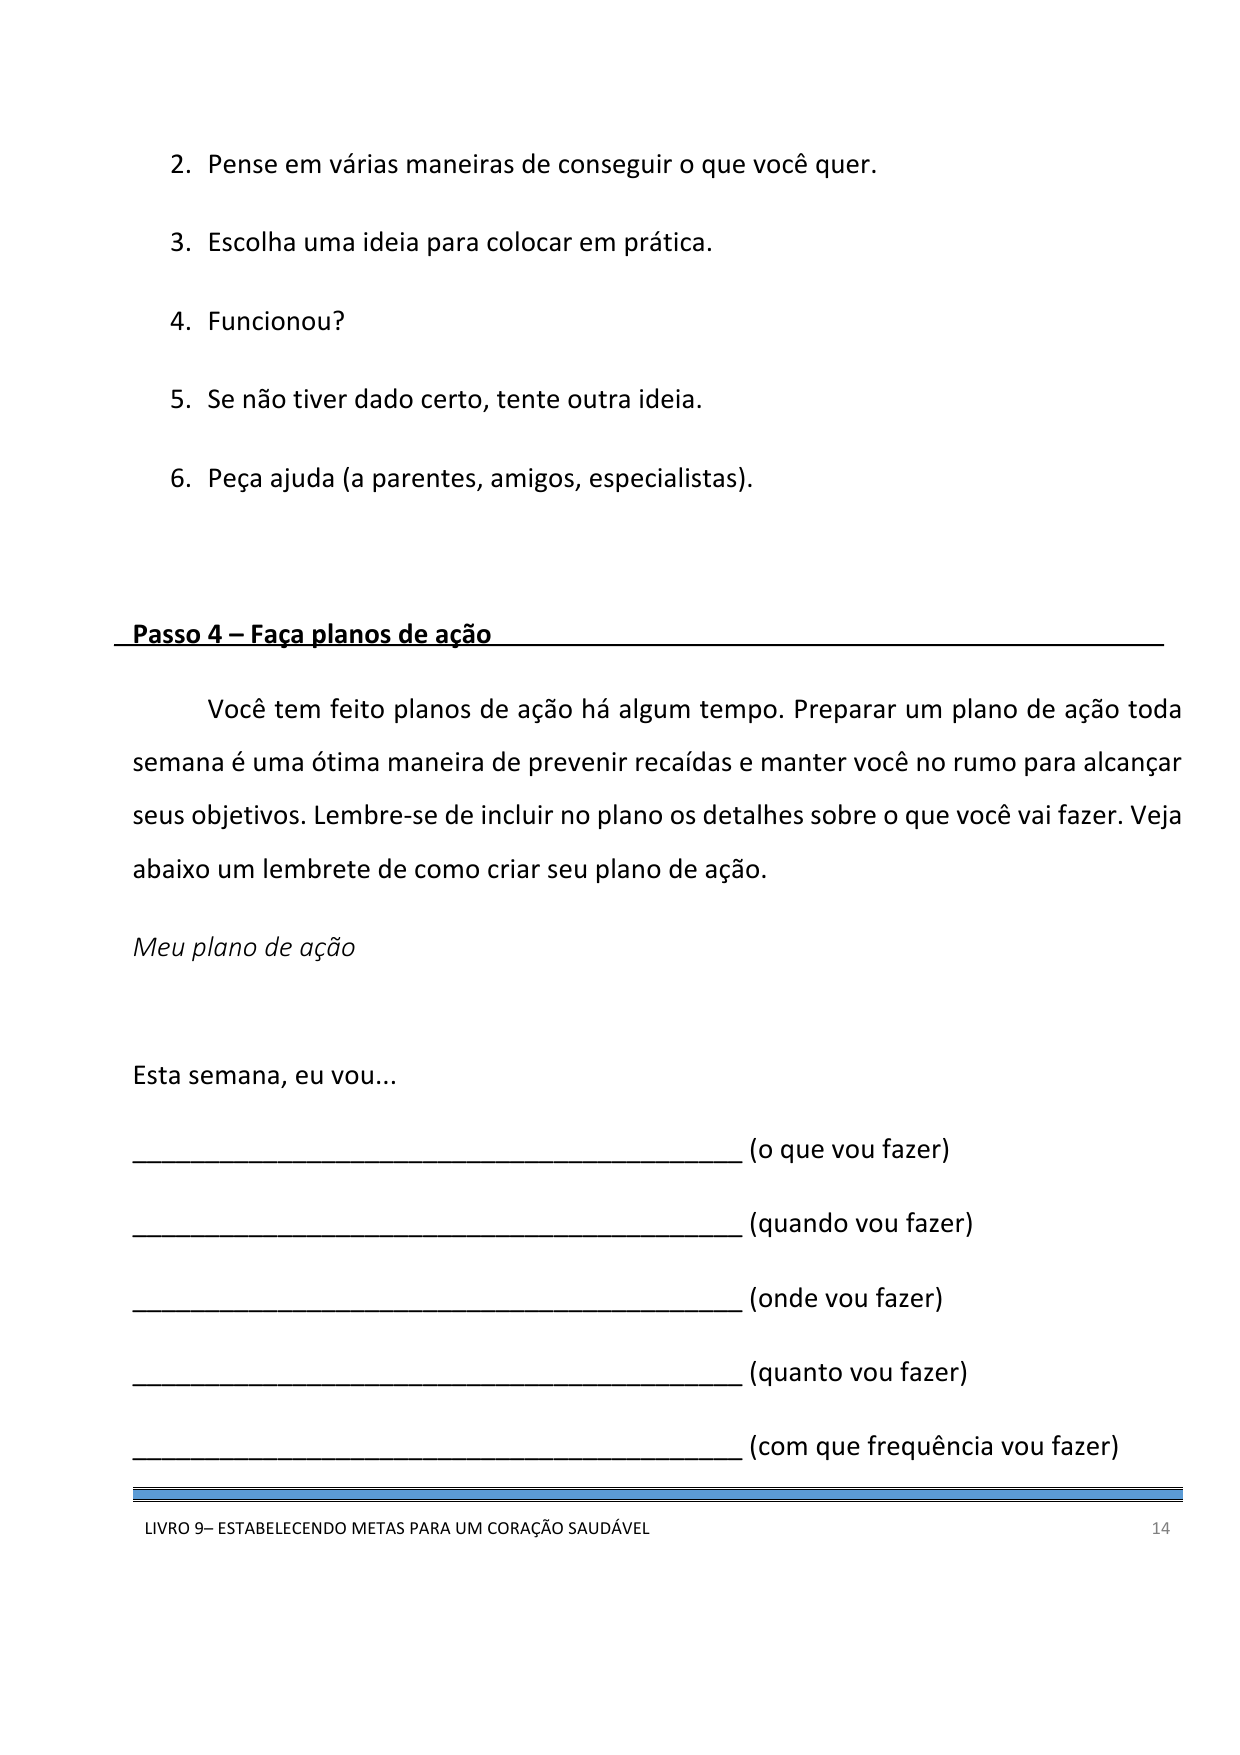 2. Pense em várias maneiras de conseguir o que você quer.
3. Escolha uma ideia para colocar em prática.
4. Funcionou?
5. Se não tiver dado certo, tente outra ideia.
6. Peça ajuda (a parentes, amigos, especialistas).
Passo 4 – Faça planos de ação
Você tem feito planos de ação há algum tempo. Preparar um plano de ação toda
semana é uma ótima maneira de prevenir recaídas e manter você no rumo para alcançar
seus objetivos. Lembre-se de incluir no plano os detalhes sobre o que você vai fazer. Veja
abaixo um lembrete de como criar seu plano de ação.
Meu plano de ação
Esta semana, eu vou...
__________________________________________ (o que vou fazer)
__________________________________________ (quando vou fazer)
__________________________________________ (onde vou fazer)
__________________________________________ (quanto vou fazer)
__________________________________________ (com que frequência vou fazer)
LIVRO 9– ESTABELECENDO METAS PARA UM CORAÇÃO SAUDÁVEL 14